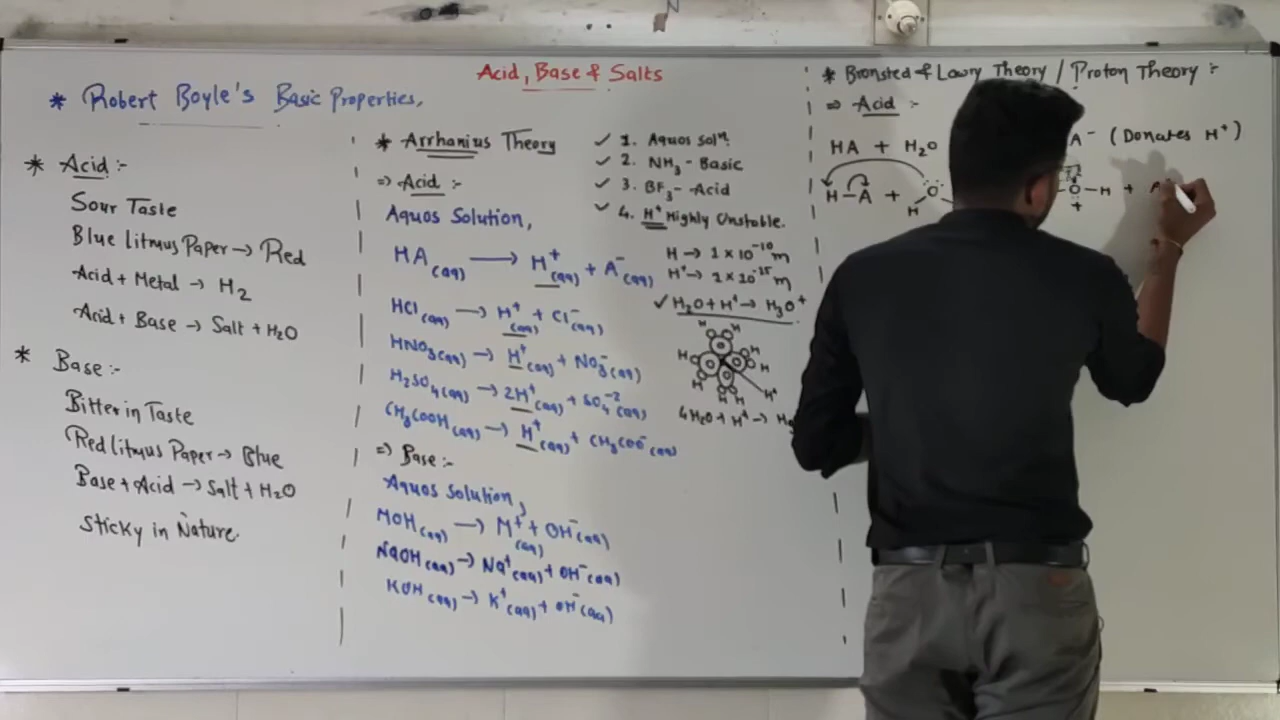 Acid, Base & Salts
* Robert Boyle's Basic Properties,
* Acid :-
Sour Taste
Blue litmus Paper → Red
Acid + Metal → H₂
Acid + Base → Salt + H₂O
* Base :-
Bitter in Taste
Red litmus Paper → Blue
Base + Acid → Salt + H₂O
Sticky in Nature.
* Arrhanius Theory
⇒ Acid :-
Aquos Solution,
HA(aq) ⟶ H⁺(aq) + A⁻(aq)
HCl(aq) ⟶ H⁺(aq) + Cl⁻(aq)
HNO₃(aq) → H⁺(aq) + NO₃⁻(aq)
H₂SO₄(aq) → 2H⁺(aq) + SO₄⁻²(aq)
CH₃COOH(aq) → H⁺(aq) + CH₃COO⁻(aq)
⇒ Base :-
Aquos Solution,
MOH(aq) ⟶ M⁺(aq) + OH⁻(aq)
NaOH(aq) → Na⁺(aq) + OH⁻(aq)
KOH(aq) → K⁺(aq) + OH⁻(aq)
✓ 1. Aquos Solⁿ.
✓ 2. NH₃ - Basic
✓ 3. BF₃ - Acid
✓ 4. H⁺ Highly Unstable.
H → 1 × 10⁻¹⁰ m
H⁺ → 1 × 10⁻¹⁵ m
✓ H₂O + H⁺ → H₃O⁺
H H
H H
H H
H H
H⁺
4H₂O + H⁺ → H₉
* Bronsted & Lowry Theory / Proton Theory :-
⇒ Acid :-
HA + H₂O A⁻ (Donates H⁺)
H - A + O - O - H + A
H +